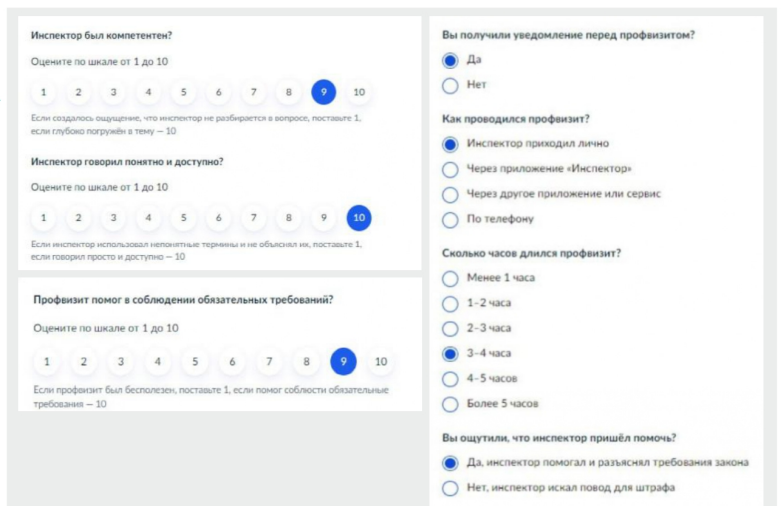 Инспектор был компетентен?
Оцените по шкале от 1 до 10
1 2 3 4 5 6 7 8 9 10
Если создалось ощущение, что инспектор не разбирается в вопросе, поставьте 1,
если глубоко погружён в тему — 10
Инспектор говорил понятно и доступно?
Оцените по шкале от 1 до 10
1 2 3 4 5 6 7 8 9 10
Если инспектор использовал непонятные термины и не объяснял их, поставьте 1,
если говорил просто и доступно — 10
Профвизит помог в соблюдении обязательных требований?
Оцените по шкале от 1 до 10
1 2 3 4 5 6 7 8 9 10
Если профвизит был бесполезен, поставьте 1, если помог соблюсти обязательные
требования — 10
Вы получили уведомление перед профвизитом?
Да
Нет
Как проводился профвизит?
Инспектор приходил лично
Через приложение «Инспектор»
Через другое приложение или сервис
По телефону
Сколько часов длился профвизит?
Менее 1 часа
1–2 часа
2–3 часа
3–4 часа
4–5 часов
Более 5 часов
Вы ощутили, что инспектор пришёл помочь?
Да, инспектор помогал и разъяснял требования закона
Нет, инспектор искал повод для штрафа